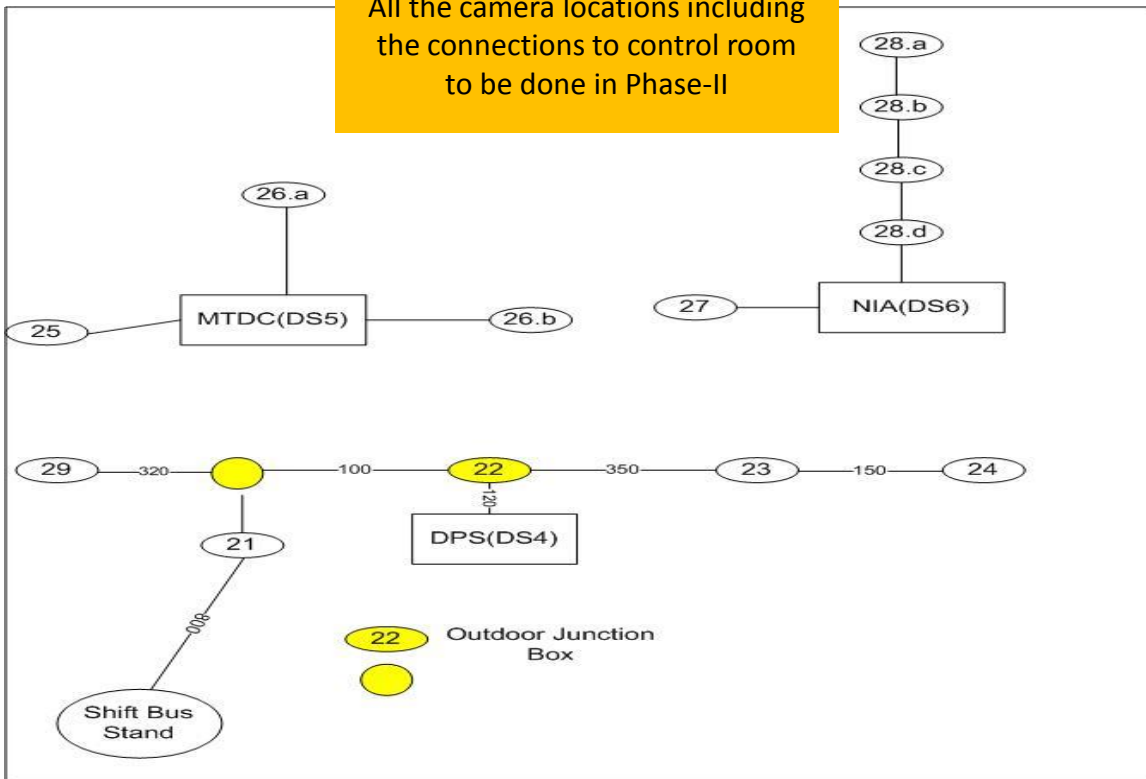 All the camera locations including
the connections to control room
to be done in Phase-II
28.a
28.b
28.c
28.d
26.a
MTDC(DS5)
25
26.b
27
NIA(DS6)
29
320
100
22
350
23
150
24
120
DPS(DS4)
21
800
22
Outdoor Junction
Box
Shift Bus
Stand